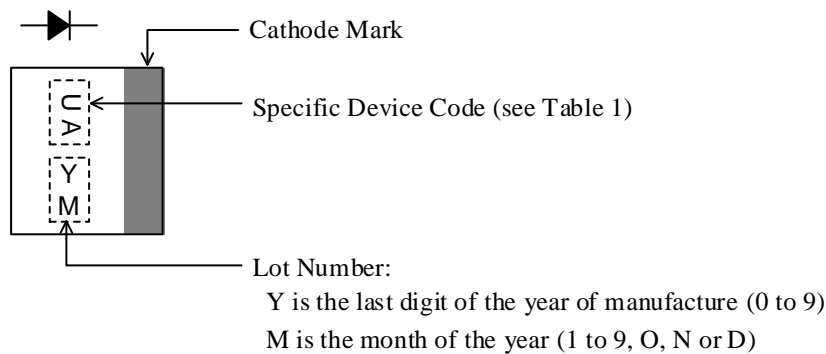 Cathode Mark
UA
Specific Device Code (see Table 1)
Y
M
Lot Number:
Y is the last digit of the year of manufacture (0 to 9)
M is the month of the year (1 to 9, O, N or D)